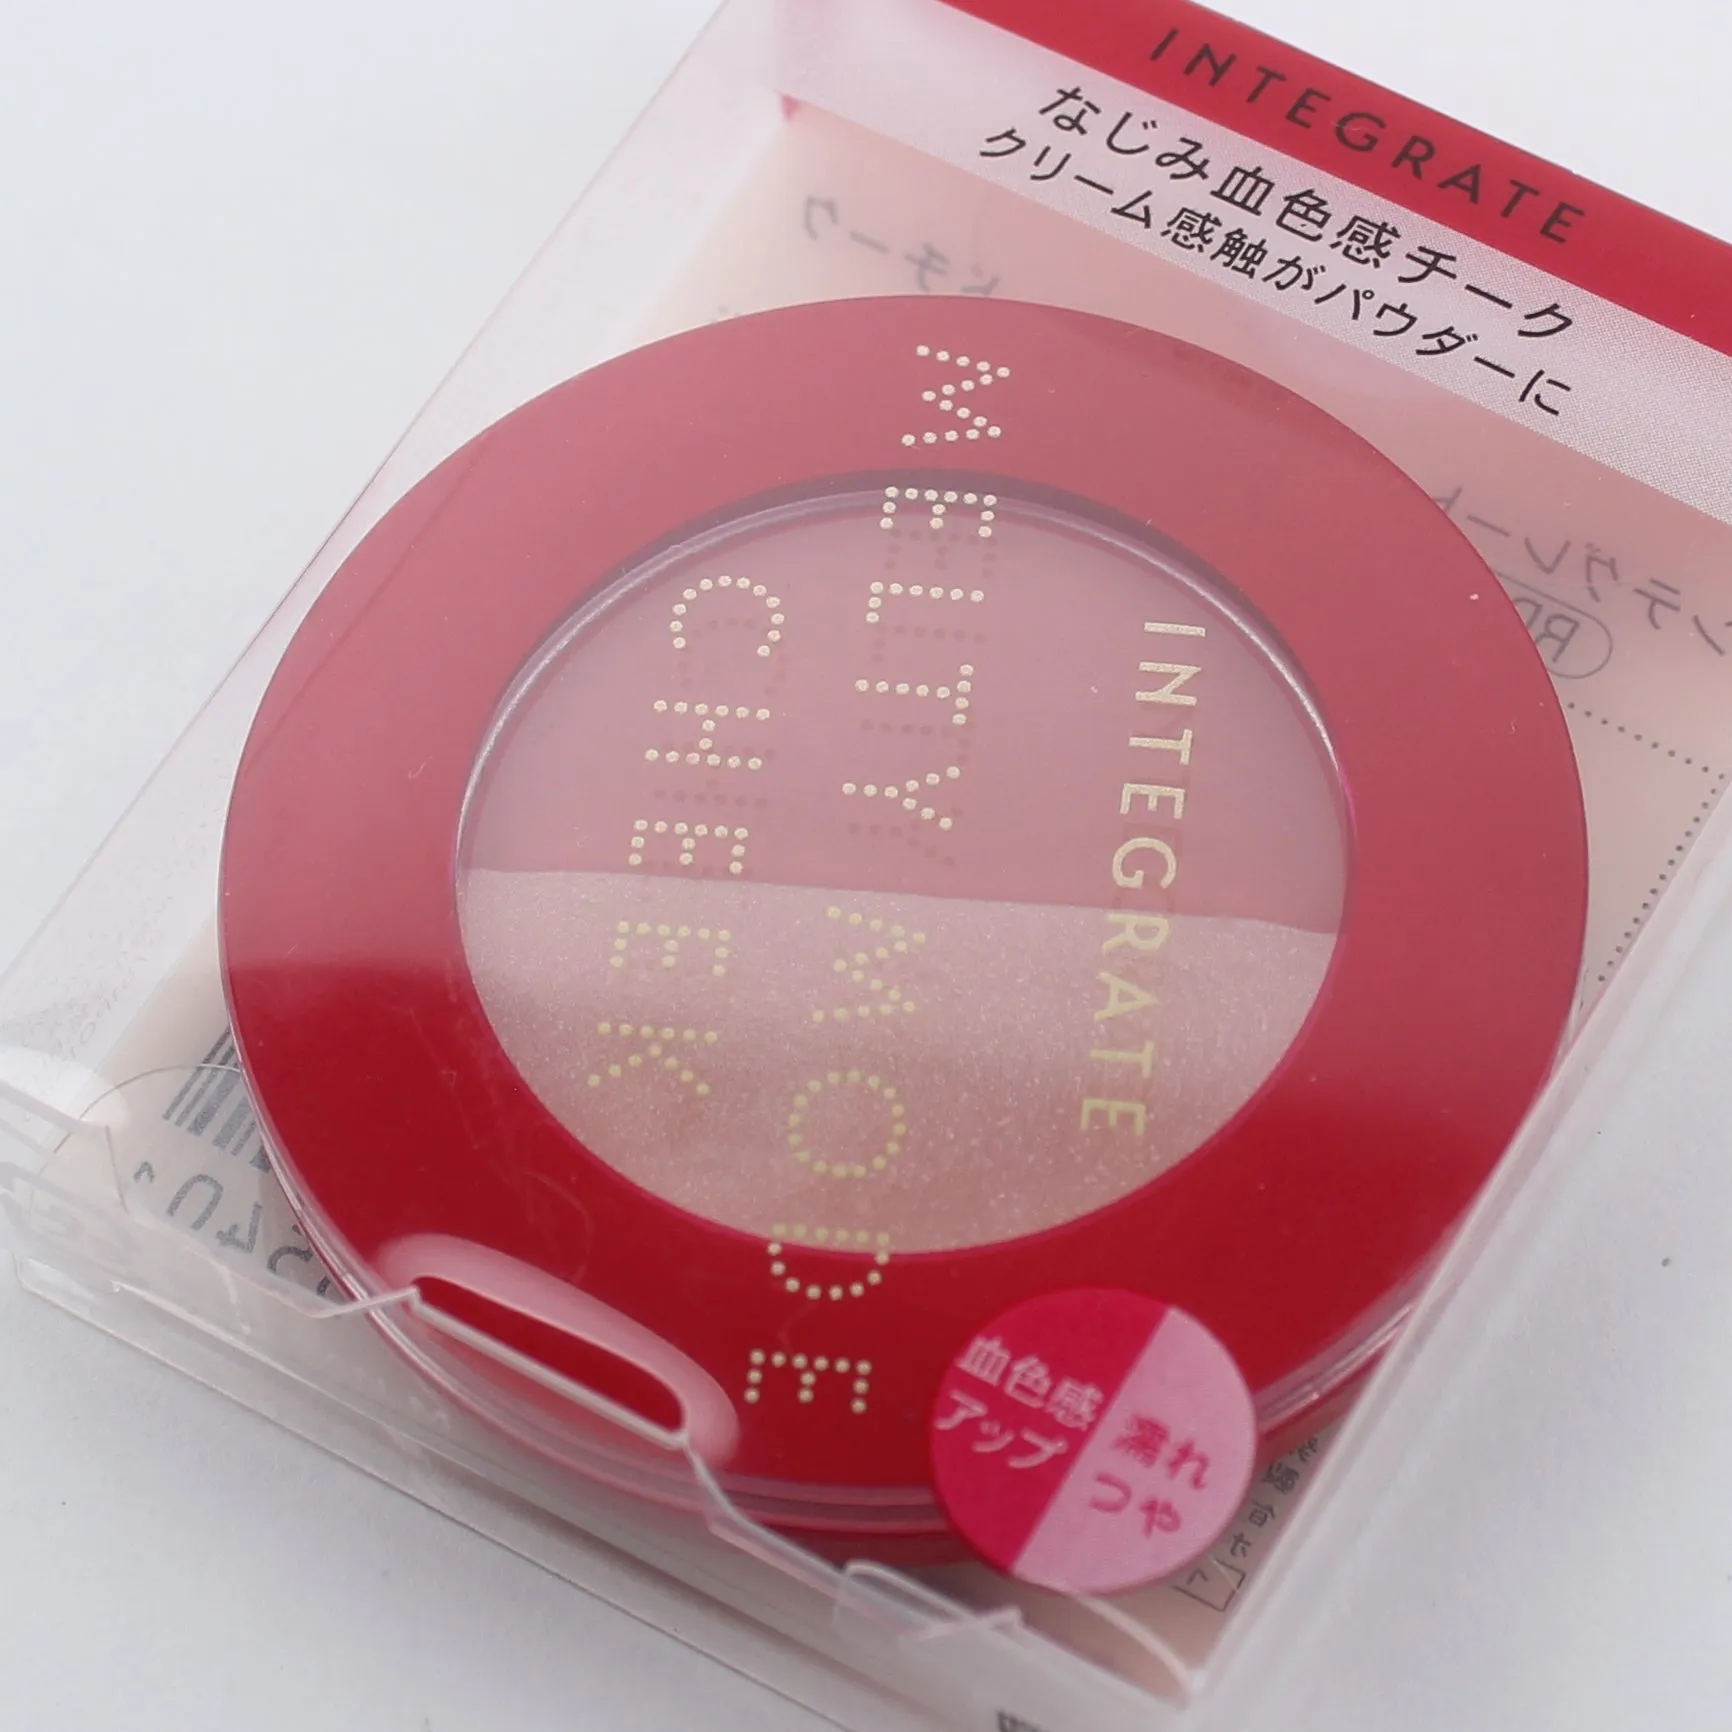 INTEGRATE
なじみ血色感チーク
クリーム感触がパウダーに
INTEGRATE
MELTY MODE
CHEEK
血色感
アップ
濡れ
つや